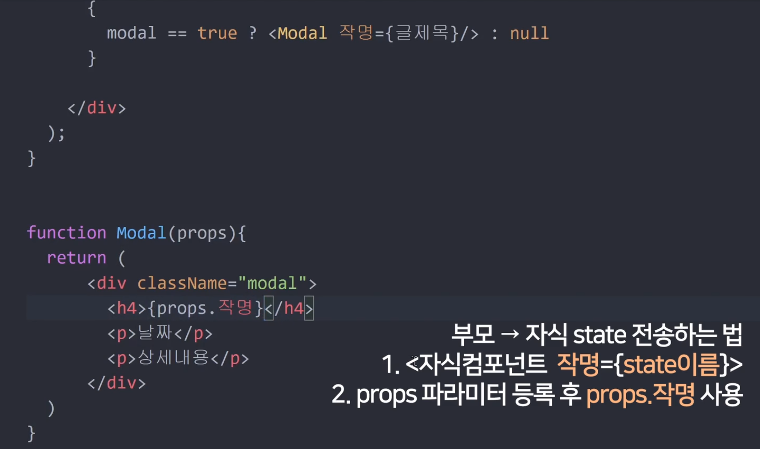 {
modal == true ? <Modal 작명={글제목}/> : null
}
</div>
);
}
function Modal(props){
return (
<div className="modal">
<h4>{props.작명}</h4>
<p>날짜</p>
<p>상세내용</p>
</div>
)
}
부모 → 자식 state 전송하는 법
1. <자식컴포넌트 작명={state이름}>
2. props 파라미터 등록 후 props.작명 사용